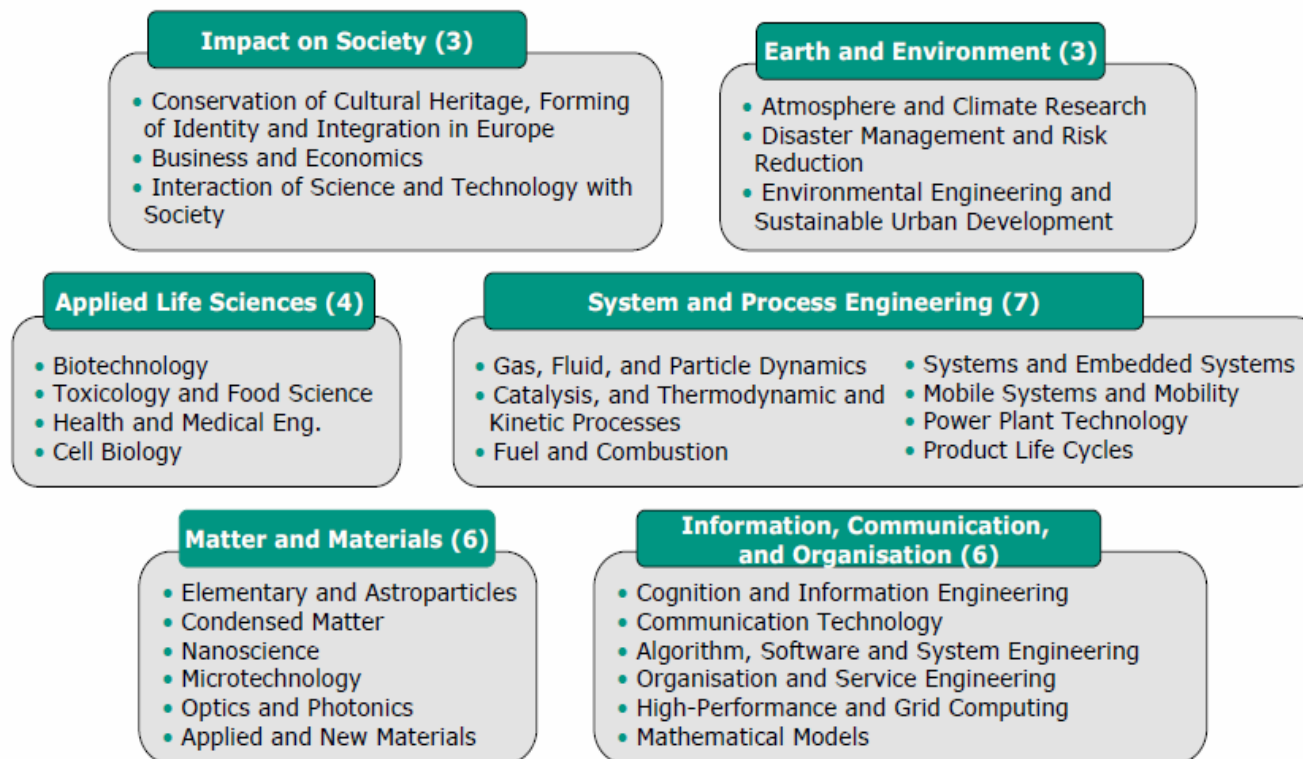 Impact on Society (3)
• Conservation of Cultural Heritage, Forming
of Identity and Integration in Europe
• Business and Economics
• Interaction of Science and Technology with
Society
Earth and Environment (3)
• Atmosphere and Climate Research
• Disaster Management and Risk
Reduction
• Environmental Engineering and
Sustainable Urban Development
Applied Life Sciences (4)
• Biotechnology
• Toxicology and Food Science
• Health and Medical Eng.
• Cell Biology
System and Process Engineering (7)
• Gas, Fluid, and Particle Dynamics
• Catalysis, and Thermodynamic and
Kinetic Processes
• Fuel and Combustion
• Systems and Embedded Systems
• Mobile Systems and Mobility
• Power Plant Technology
• Product Life Cycles
Matter and Materials (6)
• Elementary and Astroparticles
• Condensed Matter
• Nanoscience
• Microtechnology
• Optics and Photonics
• Applied and New Materials
Information, Communication,
and Organisation (6)
• Cognition and Information Engineering
• Communication Technology
• Algorithm, Software and System Engineering
• Organisation and Service Engineering
• High-Performance and Grid Computing
• Mathematical Models